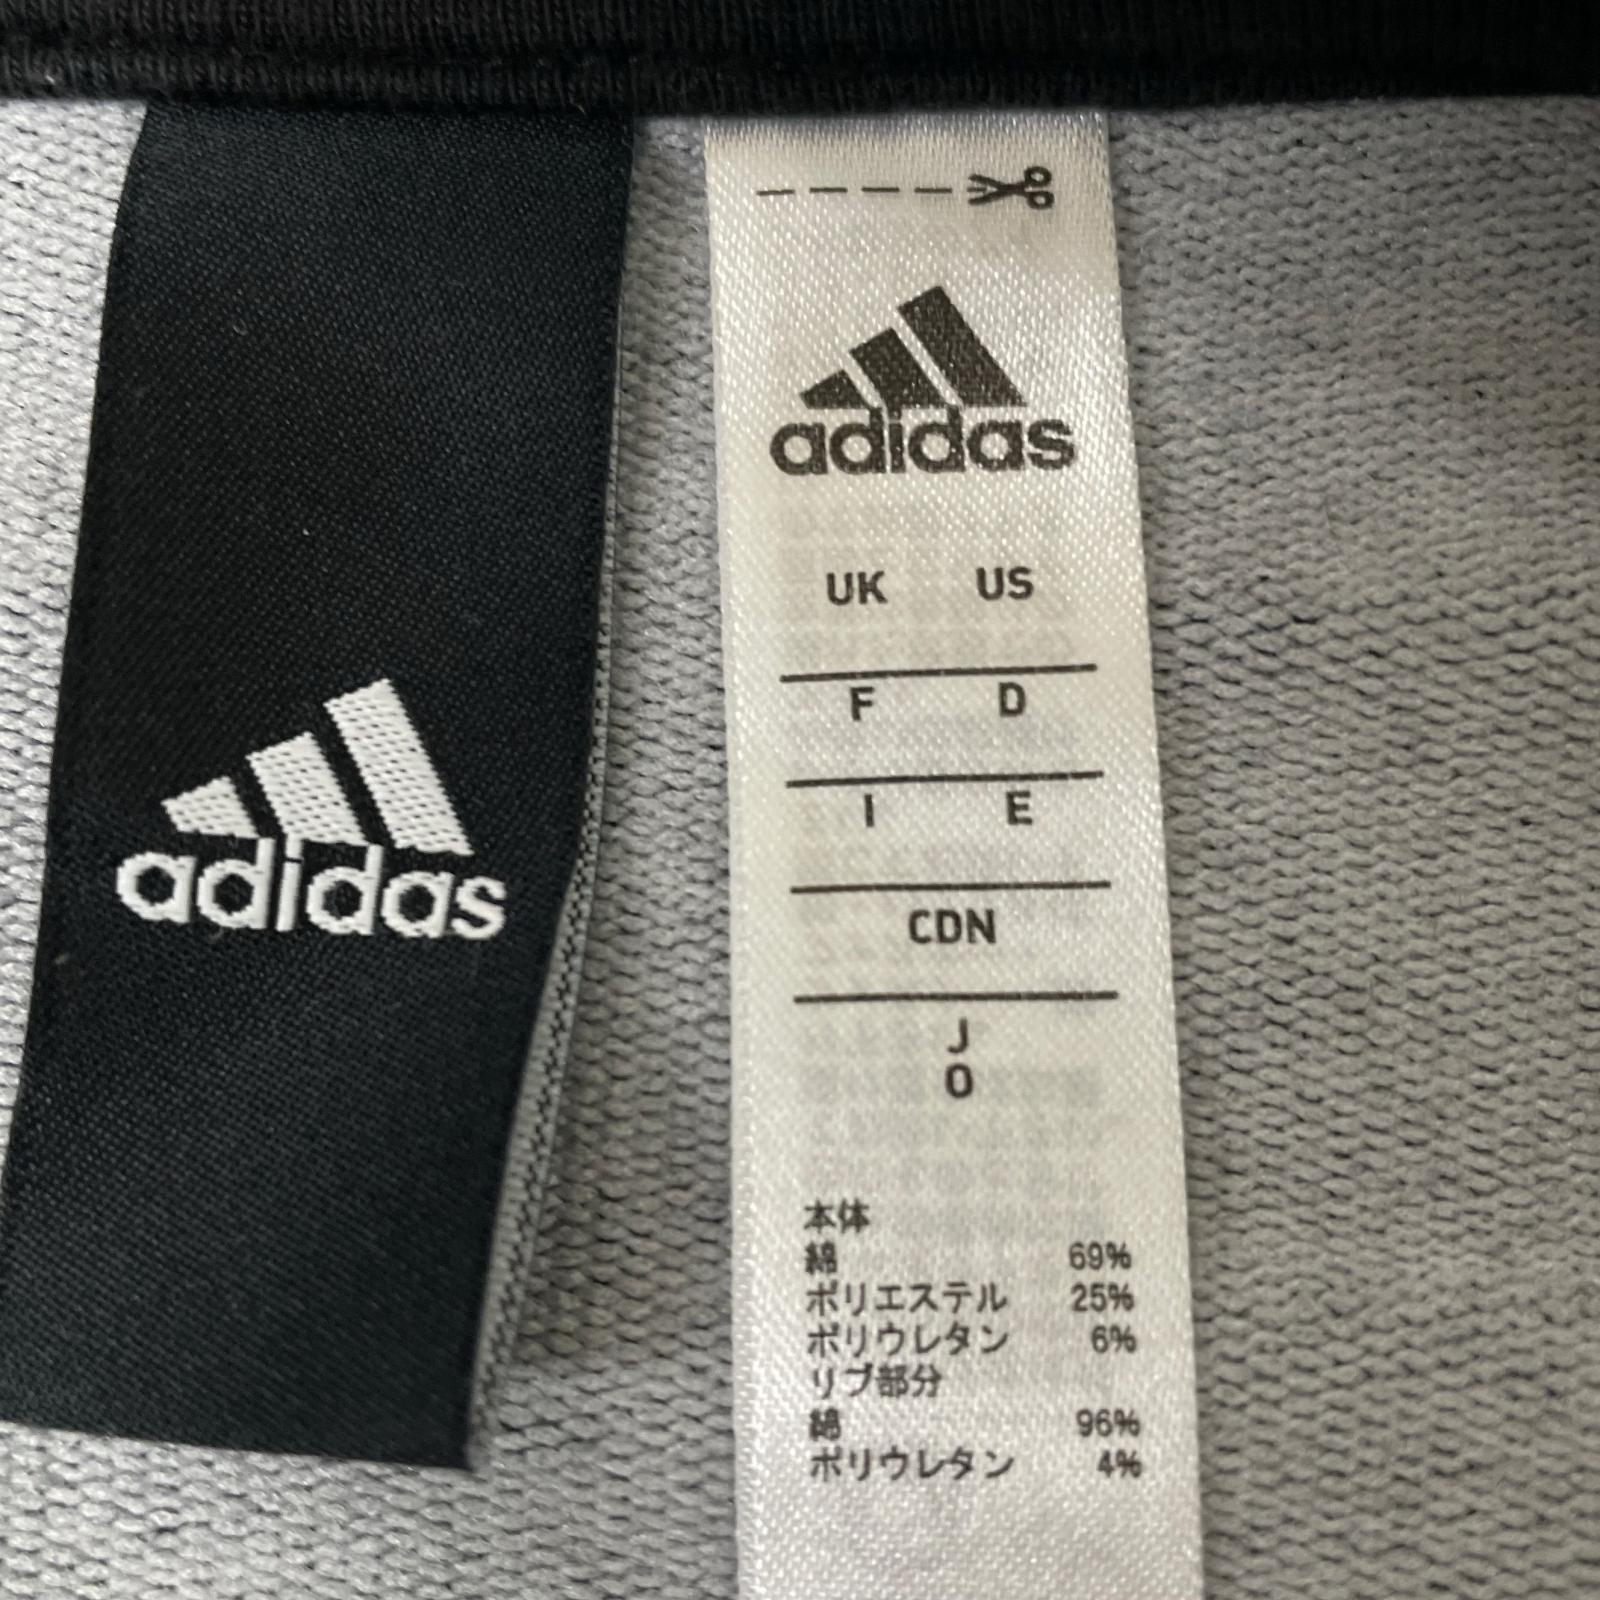 adidas
adidas
UK US
F D
I E
CDN
J
O
本体
綿 69%
ポリエステル 25%
ポリウレタン 6%
リブ部分
綿 96%
ポリウレタン 4%